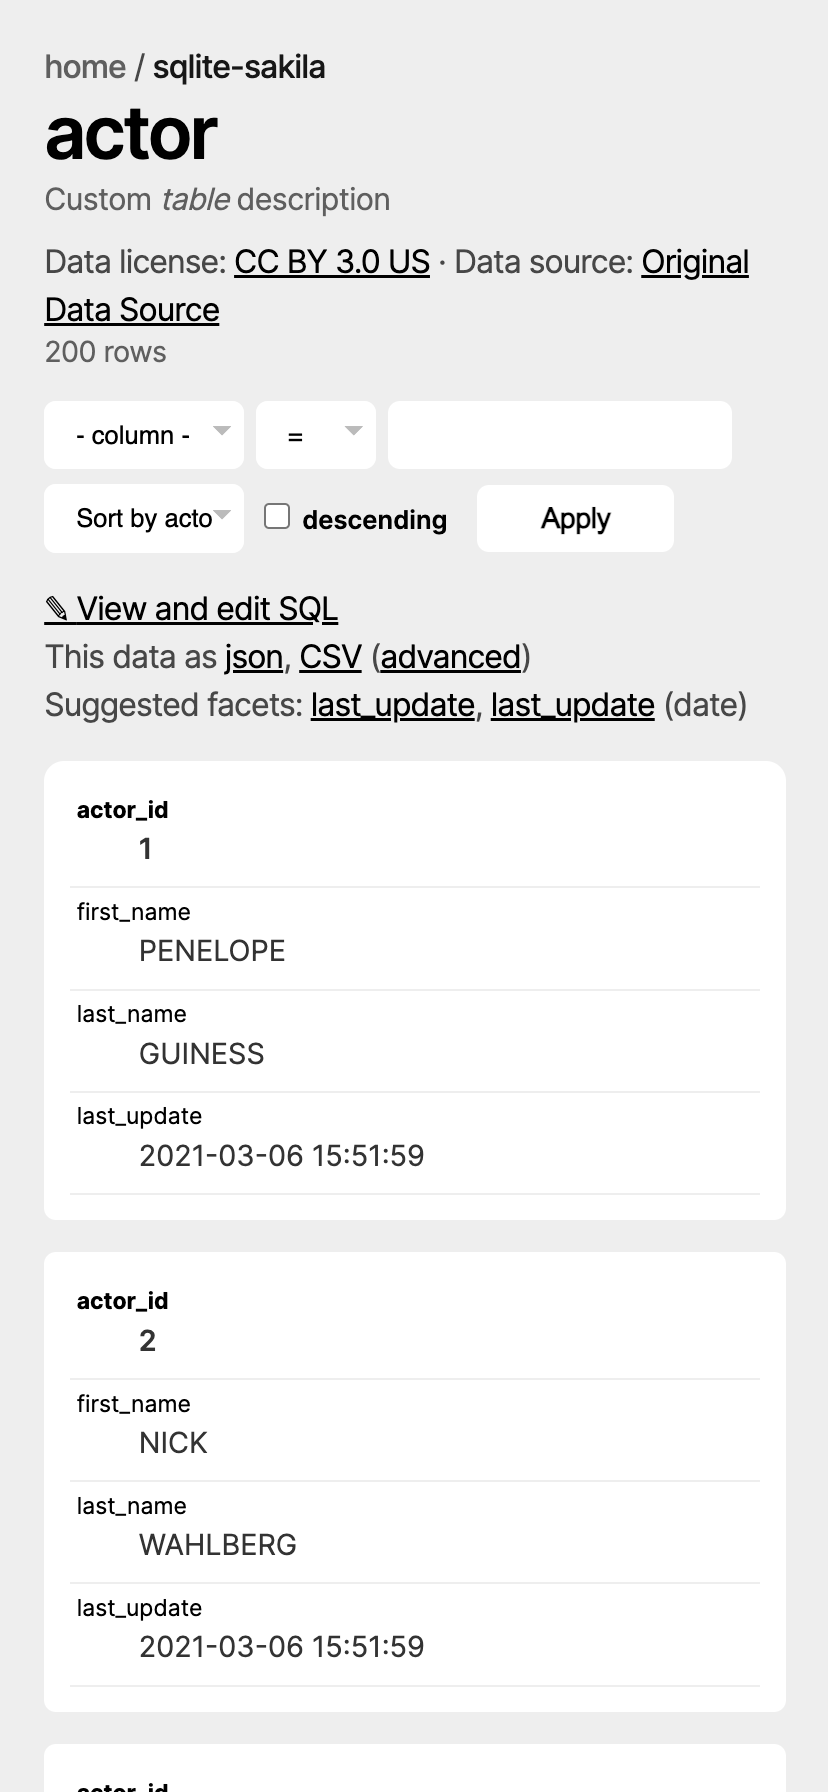 home / sqlite-sakila
actor
Custom table description
Data license: CC BY 3.0 US · Data source: Original
Data Source
200 rows
- column - =
Sort by acto descending Apply
✎ View and edit SQL
This data as json, CSV (advanced)
Suggested facets: last_update, last_update (date)
actor_id
1
first_name
PENELOPE
last_name
GUINESS
last_update
2021-03-06 15:51:59
actor_id
2
first_name
NICK
last_name
WAHLBERG
last_update
2021-03-06 15:51:59
actor_id